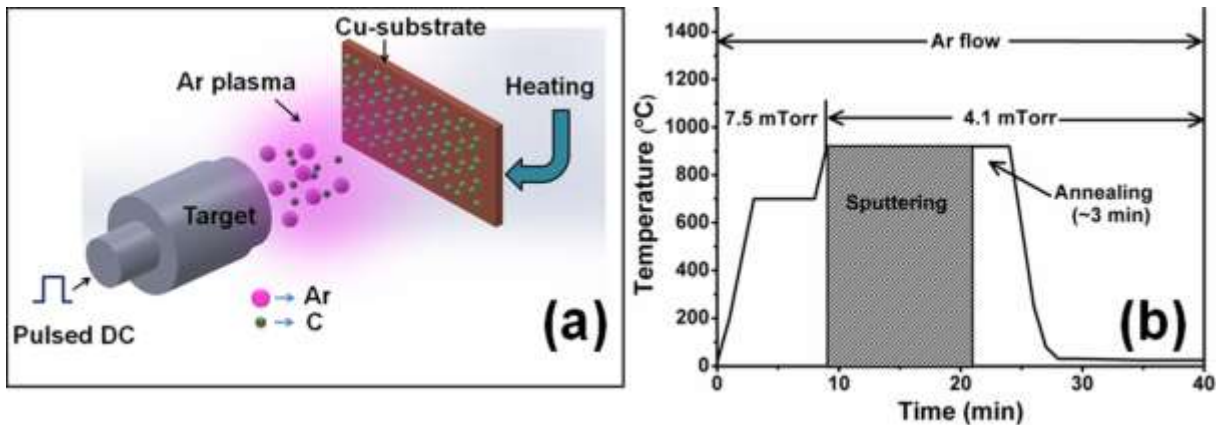 Cu-substrate
Ar plasma
Heating
Target
Ar
C
Pulsed DC
(a)
1400
1200
1000
800
600
400
200
0
Temperature (°C)
Ar flow
7.5 mTorr
4.1 mTorr
Sputtering
Annealing
(~3 min)
(b)
0
10
20
30
40
Time (min)